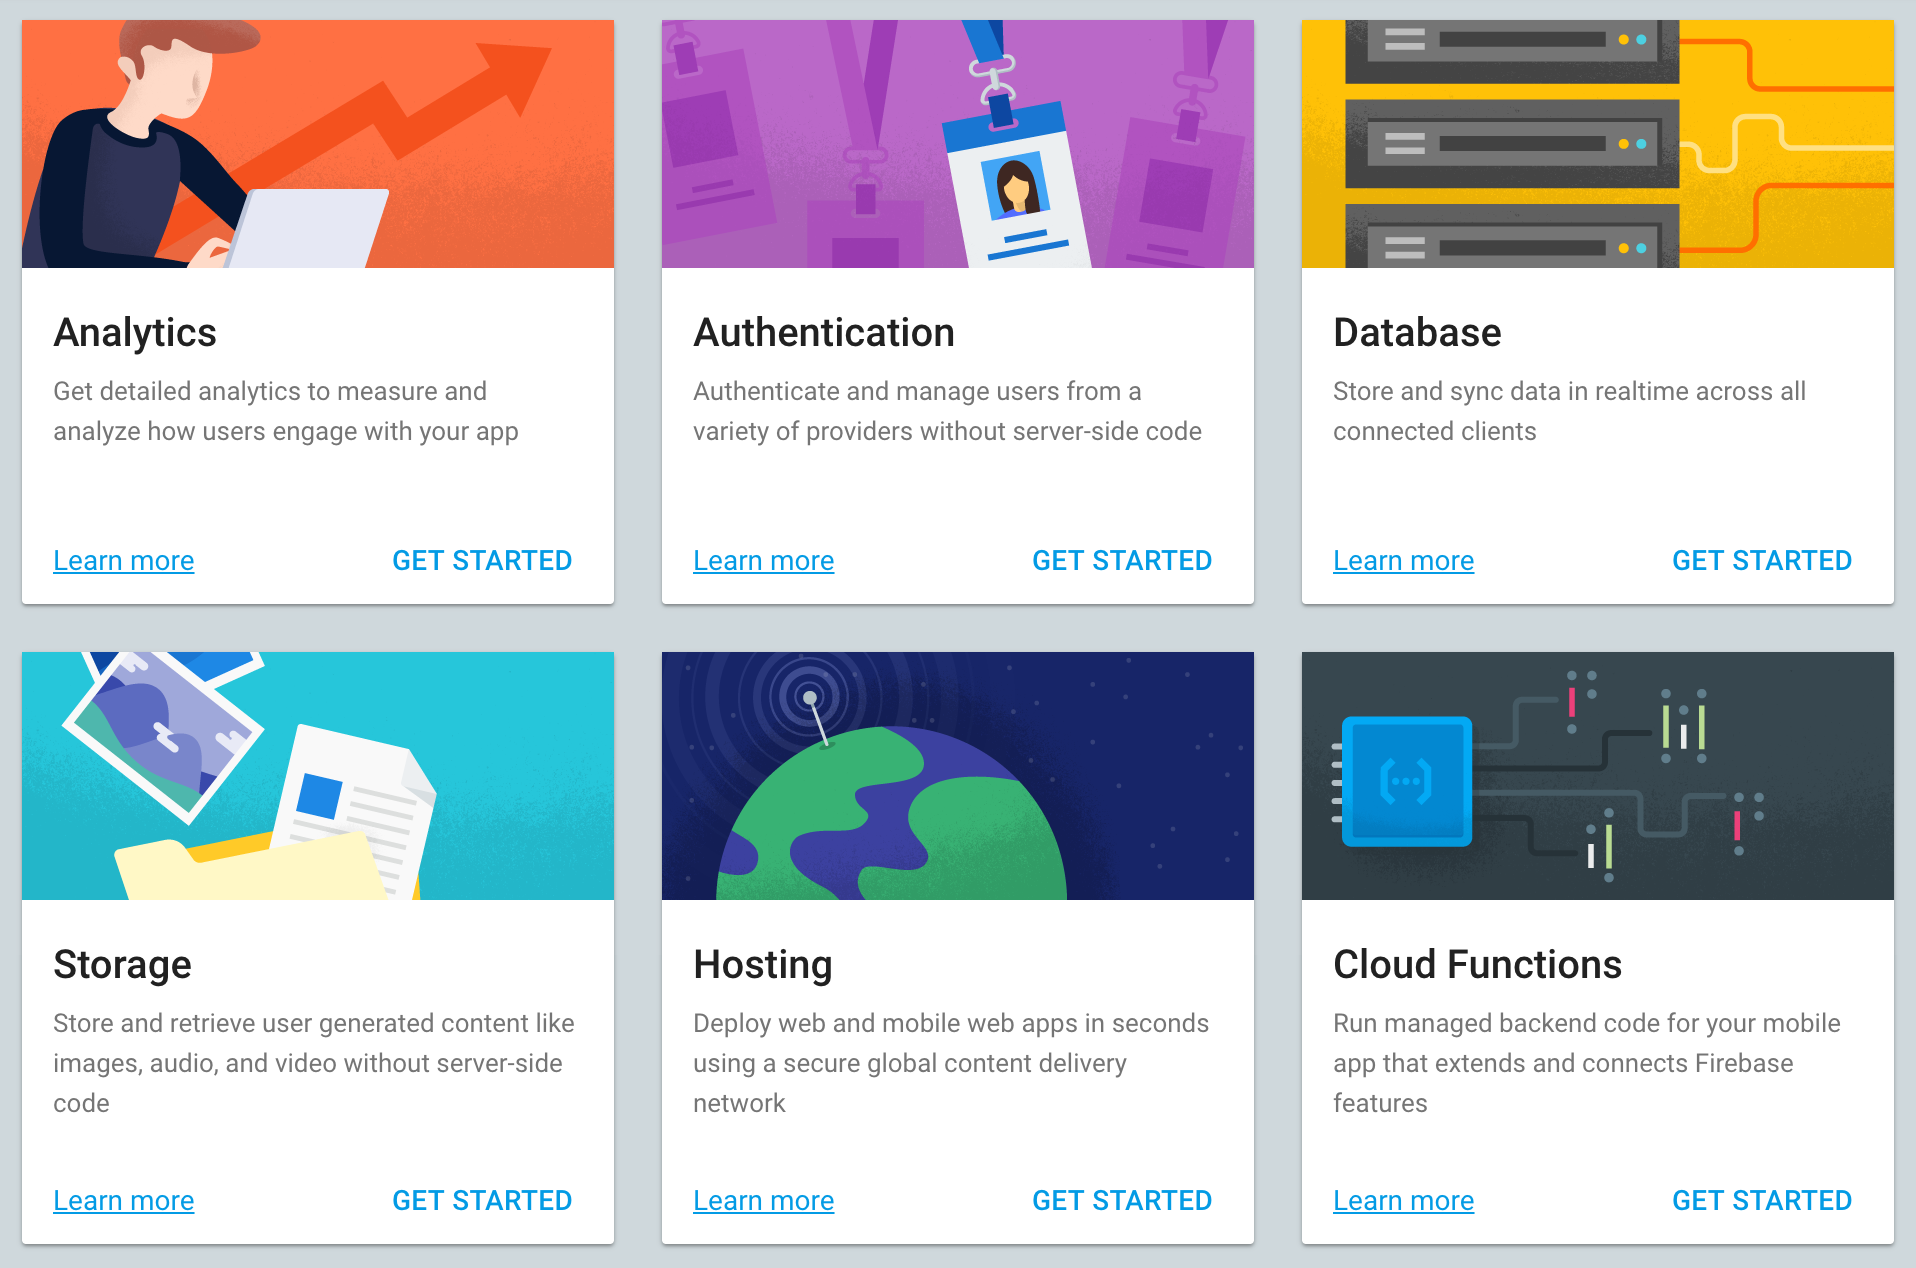 Analytics
Get detailed analytics to measure and
analyze how users engage with your app
Learn more
GET STARTED
Authentication
Authenticate and manage users from a
variety of providers without server-side code
Learn more
GET STARTED
Database
Store and sync data in realtime across all
connected clients
Learn more
GET STARTED
Storage
Store and retrieve user generated content like
images, audio, and video without server-side
code
Learn more
GET STARTED
Hosting
Deploy web and mobile web apps in seconds
using a secure global content delivery
network
Learn more
GET STARTED
Cloud Functions
Run managed backend code for your mobile
app that extends and connects Firebase
features
Learn more
GET STARTED